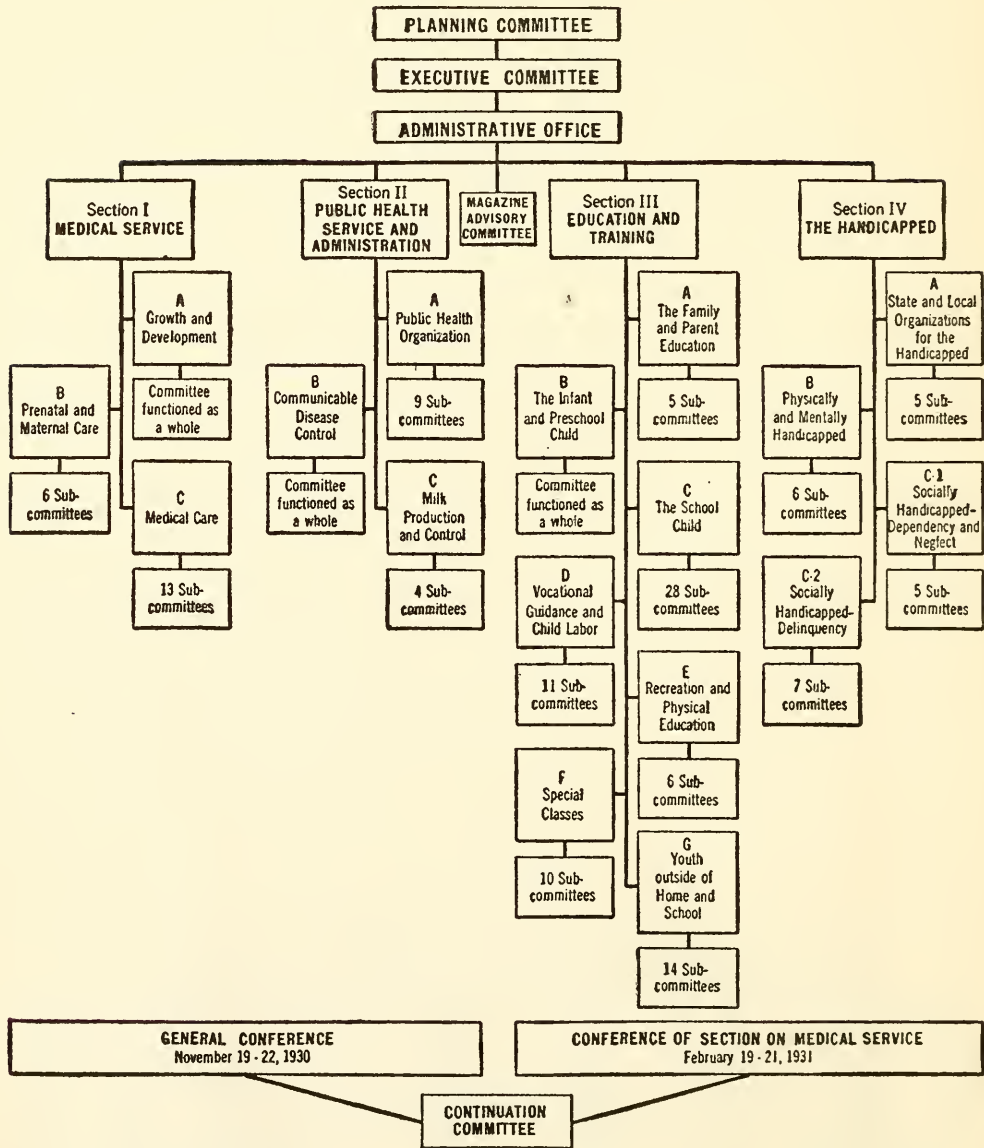 PLANNING COMMITTEE
EXECUTIVE COMMITTEE
ADMINISTRATIVE OFFICE
Section I
MEDICAL SERVICE
Section II
PUBLIC HEALTH
SERVICE AND
ADMINISTRATION
MAGAZINE
ADVISORY
COMMITTEE
Section III
EDUCATION AND
TRAINING
Section IV
THE HANDICAPPED
A
Growth and
Development
Committee
functioned as
a whole
B
Prenatal and
Maternal Care
6 Sub-
committees
C
Medical Care
13 Sub-
committees
A
Public Health
Organization
9 Sub-
committees
B
Communicable
Disease
Control
Committee
functioned as
a whole
C
Milk
Production
and Control
4 Sub-
committees
A
The Family
and Parent
Education
5 Sub-
committees
B
The Infant
and Preschool
Child
Committee
functioned as
a whole
C
The School
Child
28 Sub-
committees
D
Vocational
Guidance and
Child Labor
11 Sub-
committees
E
Recreation and
Physical
Education
6 Sub-
committees
F
Special
Classes
10 Sub-
committees
G
Youth
outside of
Home and
School
14 Sub-
committees
A
State and Local
Organizations
for the
Handicapped
5 Sub-
committees
B
Physically
and Mentally
Handicapped
6 Sub-
committees
C-1
Socially
Handicapped-
Dependency and
Neglect
5 Sub-
committees
C-2
Socially
Handicapped-
Delinquency
7 Sub-
committees
GENERAL CONFERENCE
November 19-22, 1930
CONFERENCE OF SECTION ON MEDICAL SERVICE
February 19-21, 1931
CONTINUATION
COMMITTEE